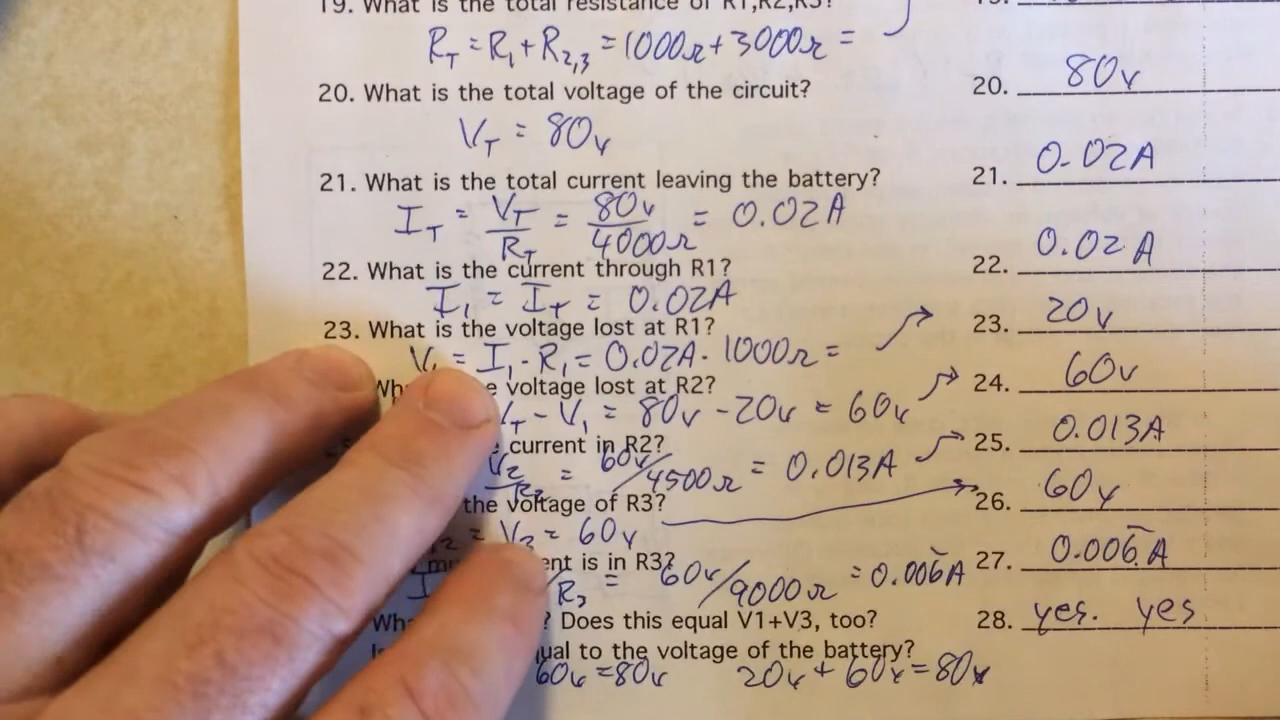 19. What is the total resistance of R1,R2,R3?
R_T = R_1 + R_2,3 = 1000Ω + 3000Ω =
20. What is the total voltage of the circuit? 20. 80v
V_T = 80v
21. What is the total current leaving the battery? 21. 0.02A
I_T = V_T/R_T = 80v/4000Ω = 0.02A
22. What is the current through R1? 22. 0.02A
I_1 = I_T = 0.02A
23. What is the voltage lost at R1? 23. 20v
V_1 = I_1 · R_1 = 0.02A · 1000Ω =
voltage lost at R2? 24. 60v
- V_1 = 80v - 20v = 60v
current in R2? 25. 0.013A
V_2/R_2 = 60v/4500Ω = 0.013A
the voltage of R3? 26. 60v
= 60v
is in R3? 27. 0.006̄A
R_3 = 60v/9000Ω = 0.006̄A
? Does this equal V1+V3, too? 28. yes. yes
to the voltage of the battery?
60v = 80v 20v + 60v = 80v